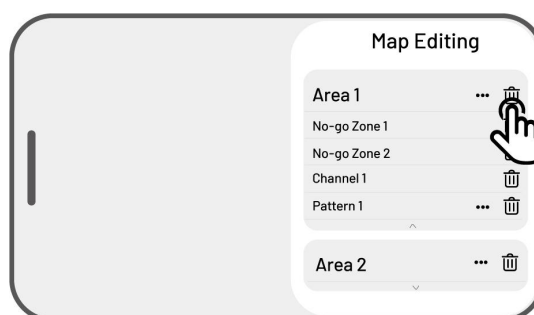 Map Editing
Area 1 •••
No-go Zone 1
No-go Zone 2
Channel 1
Pattern 1 •••
Area 2 •••